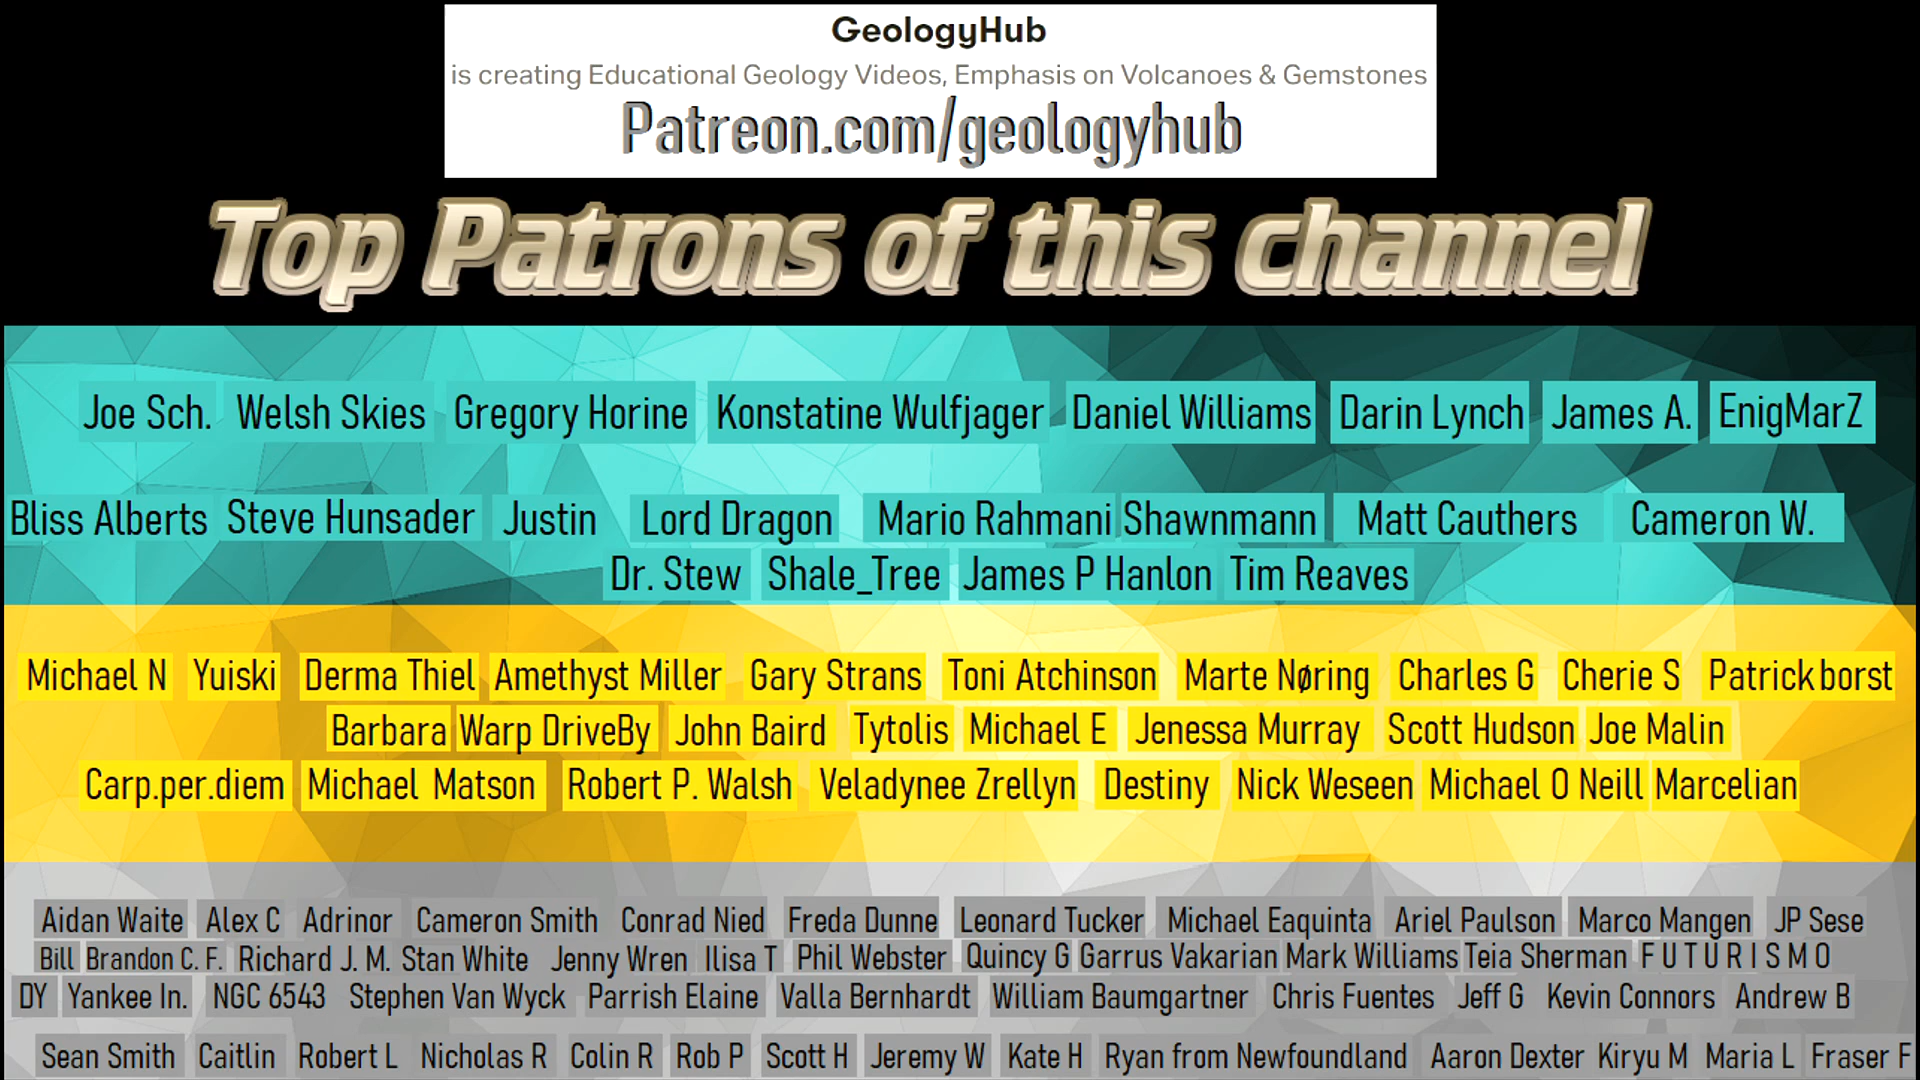 GeologyHub
is creating Educational Geology Videos, Emphasis on Volcanoes & Gemstones
Patreon.com/geologyhub
Top Patrons of this channel
Joe Sch. Welsh Skies Gregory Horine Konstatine Wulfjager Daniel Williams Darin Lynch James A. EnigMarZ
Bliss Alberts Steve Hunsader Justin Lord Dragon Mario Rahmani Shawnmann Matt Cauthers Cameron W.
Dr. Stew Shale_Tree James P Hanlon Tim Reaves
Michael N Yuiski Derma Thiel Amethyst Miller Gary Strans Toni Atchinson Marte Nøring Charles G Cherie S Patrick borst
Barbara Warp DriveBy John Baird Tytolis Michael E Jenessa Murray Scott Hudson Joe Malin
Carp.per.diem Michael Matson Robert P. Walsh Veladynee Zrellyn Destiny Nick Weseen Michael O Neill Marcelian
Aidan Waite Alex C Adrinor Cameron Smith Conrad Nied Freda Dunne Leonard Tucker Michael Eaquinta Ariel Paulson Marco Mangen JP Sese
Bill Brandon C. F. Richard J. M. Stan White Jenny Wren Ilisa T Phil Webster Quincy G Garrus Vakarian Mark Williams Teia Sherman F U T U R I S M O
DY Yankee In. NGC 6543 Stephen Van Wyck Parrish Elaine Valla Bernhardt William Baumgartner Chris Fuentes Jeff G Kevin Connors Andrew B
Sean Smith Caitlin Robert L Nicholas R Colin R Rob P Scott H Jeremy W Kate H Ryan from Newfoundland Aaron Dexter Kiryu M Maria L Fraser F